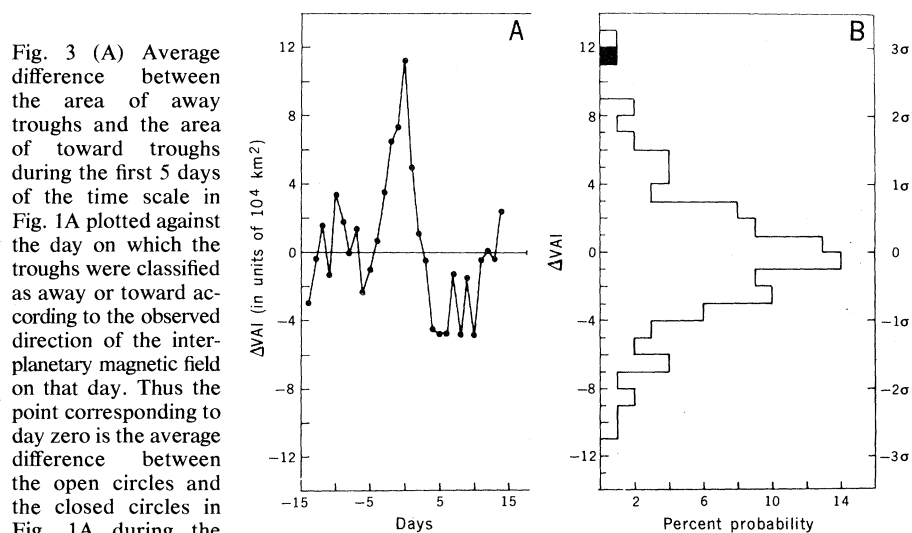 Fig. 3 (A) Average
difference between
the area of away
troughs and the area
of toward troughs
during the first 5 days
of the time scale in
Fig. 1A plotted against
the day on which the
troughs were classified
as away or toward ac-
cording to the observed
direction of the inter-
planetary magnetic field
on that day. Thus the
point corresponding to
day zero is the average
difference between
the open circles and
the closed circles in
Fig. 1A during the
A
ΔVAI (in units of 10⁴ km²)
12
8
4
0
−4
−8
−12
−15
−5
5
15
Days
B
ΔVAI
12
8
4
0
−4
−8
−12
3σ
2σ
1σ
0
−1σ
−2σ
−3σ
2
6
10
14
Percent probability